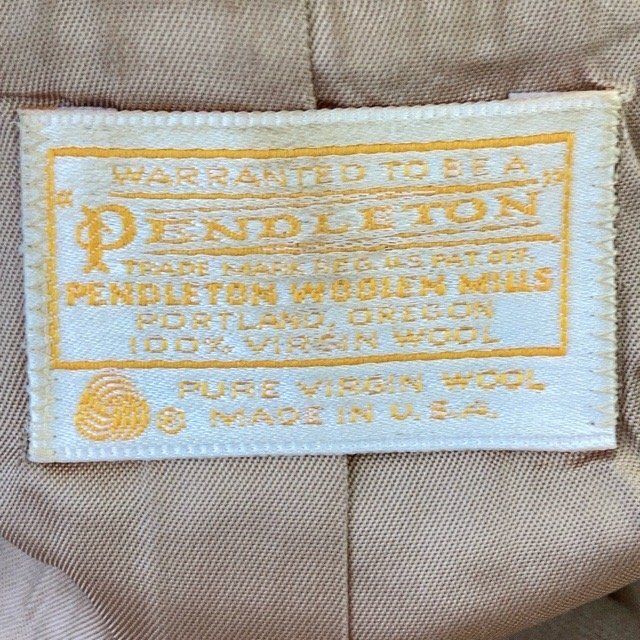 WARRANTED TO BE A
"PENDLETON"
TRADE MARK REG. U.S. PAT. OFF.
PENDLETON WOOLEN MILLS
PORTLAND, OREGON
100% VIRGIN WOOL
PURE VIRGIN WOOL
® MADE IN U.S.A.